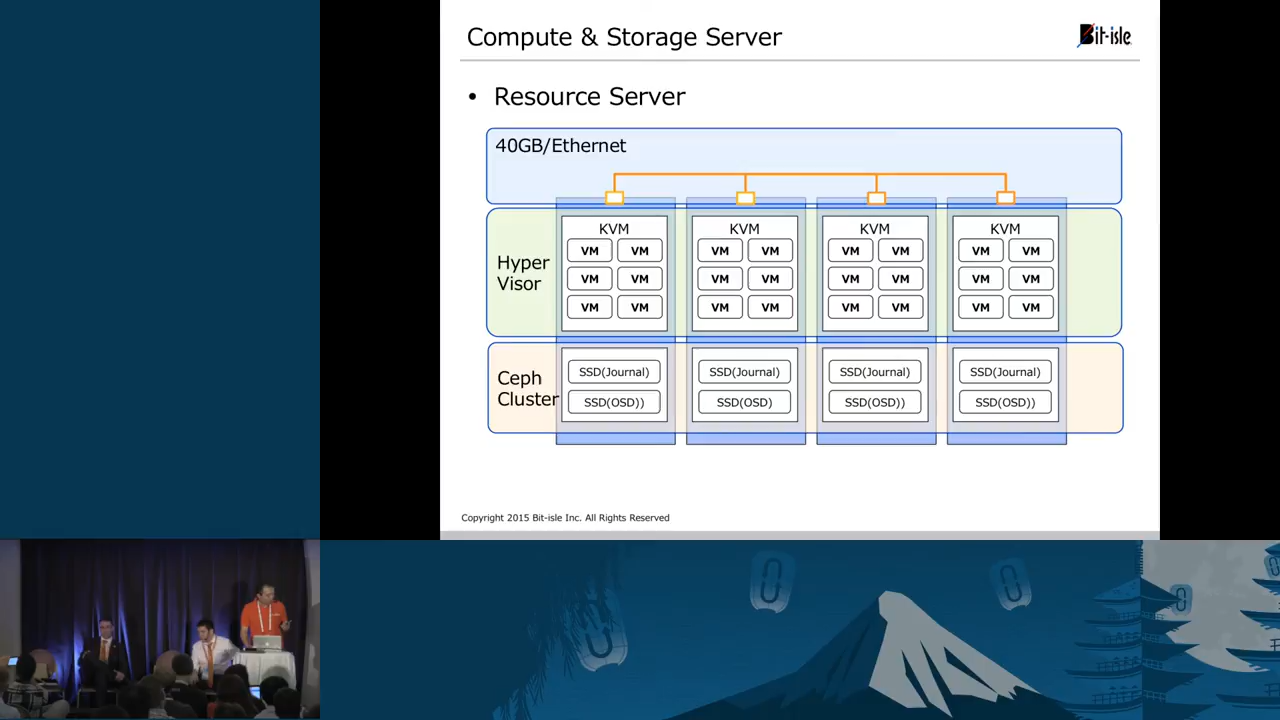 Compute & Storage Server
Bit-isle
• Resource Server
40GB/Ethernet
KVM KVM KVM KVM
VM VM VM VM VM VM VM VM
Hyper
Visor
VM VM VM VM VM VM VM VM
VM VM VM VM VM VM VM VM
Ceph
Cluster
SSD(Journal) SSD(Journal) SSD(Journal) SSD(Journal)
SSD(OSD)) SSD(OSD) SSD(OSD)) SSD(OSD))
Copyright 2015 Bit-isle Inc. All Rights Reserved